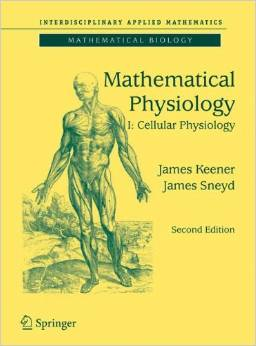 INTERDISCIPLINARY APPLIED MATHEMATICS
MATHEMATICAL BIOLOGY
Mathematical Physiology
I: Cellular Physiology
James Keener
James Sneyd
Second Edition
Springer